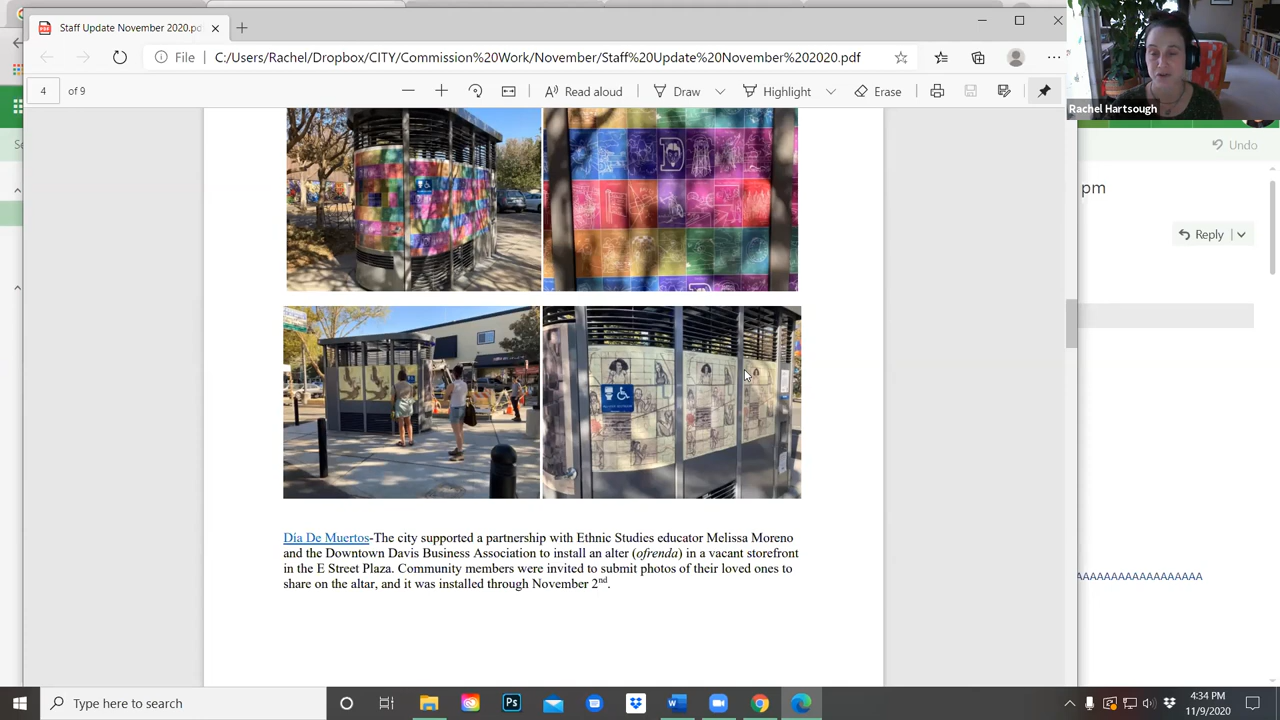 Staff Update November 2020.pd
Rachel Hartsough
File
C:/Users/Rachel/Dropbox/CITY/Commission%20Work/November/Staff%20Update%20November%202020.pdf
4 of 9
Read aloud
Draw
Highlight
Erase
Undo
pm
Reply
D
Día De Muertos-The city supported a partnership with Ethnic Studies educator Melissa Moreno
and the Downtown Davis Business Association to install an alter (ofrenda) in a vacant storefront
in the E Street Plaza. Community members were invited to submit photos of their loved ones to
share on the altar, and it was installed through November 2nd.
AAAAAAAAAAAAAAAAAA
Type here to search
Ps
4:34 PM
11/9/2020